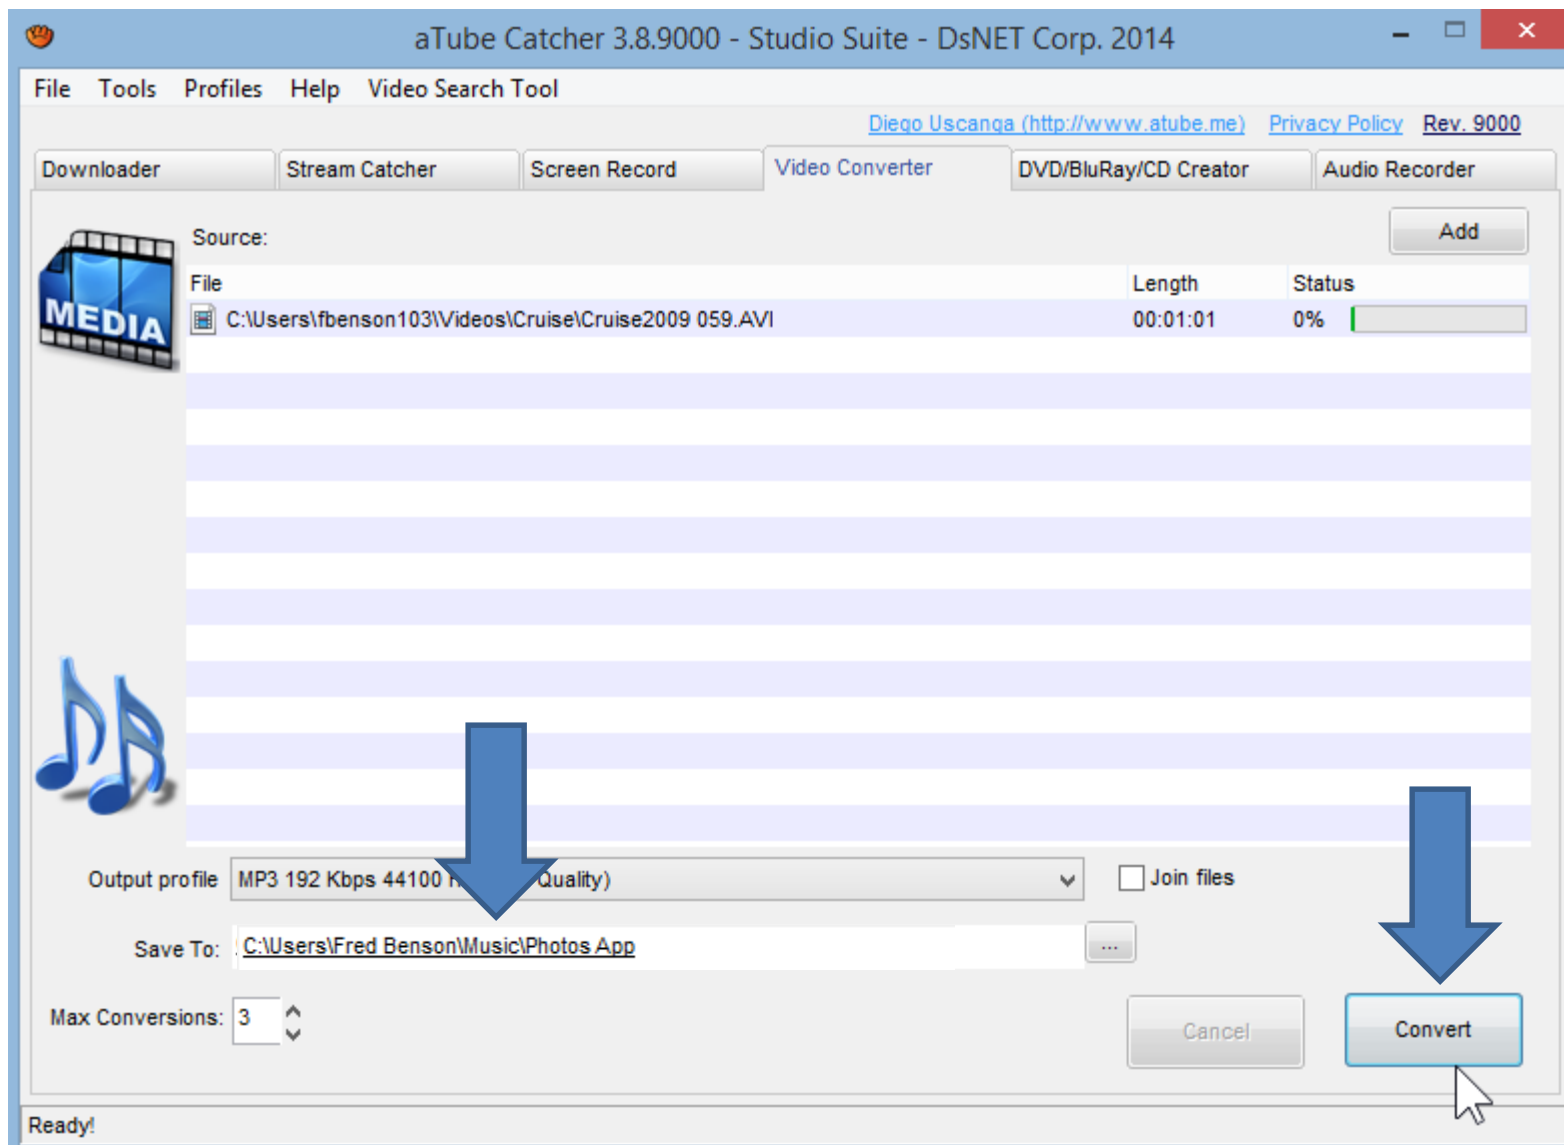 aTube Catcher 3.8.9000 - Studio Suite - DsNET Corp. 2014
File Tools Profiles Help Video Search Tool
Diego Uscanga (http://www.atube.me) Privacy Policy Rev. 9000
Downloader Stream Catcher Screen Record Video Converter DVD/BluRay/CD Creator Audio Recorder
Source: Add
File Length Status
MEDIA C:\Users\fbenson103\Videos\Cruise\Cruise2009 059.AVI 00:01:01 0%
Output profile MP3 192 Kbps 44100 Quality) Join files
Save To: C:\Users\Fred Benson\Music\Photos App ...
Max Conversions: 3 Cancel Convert
Ready!